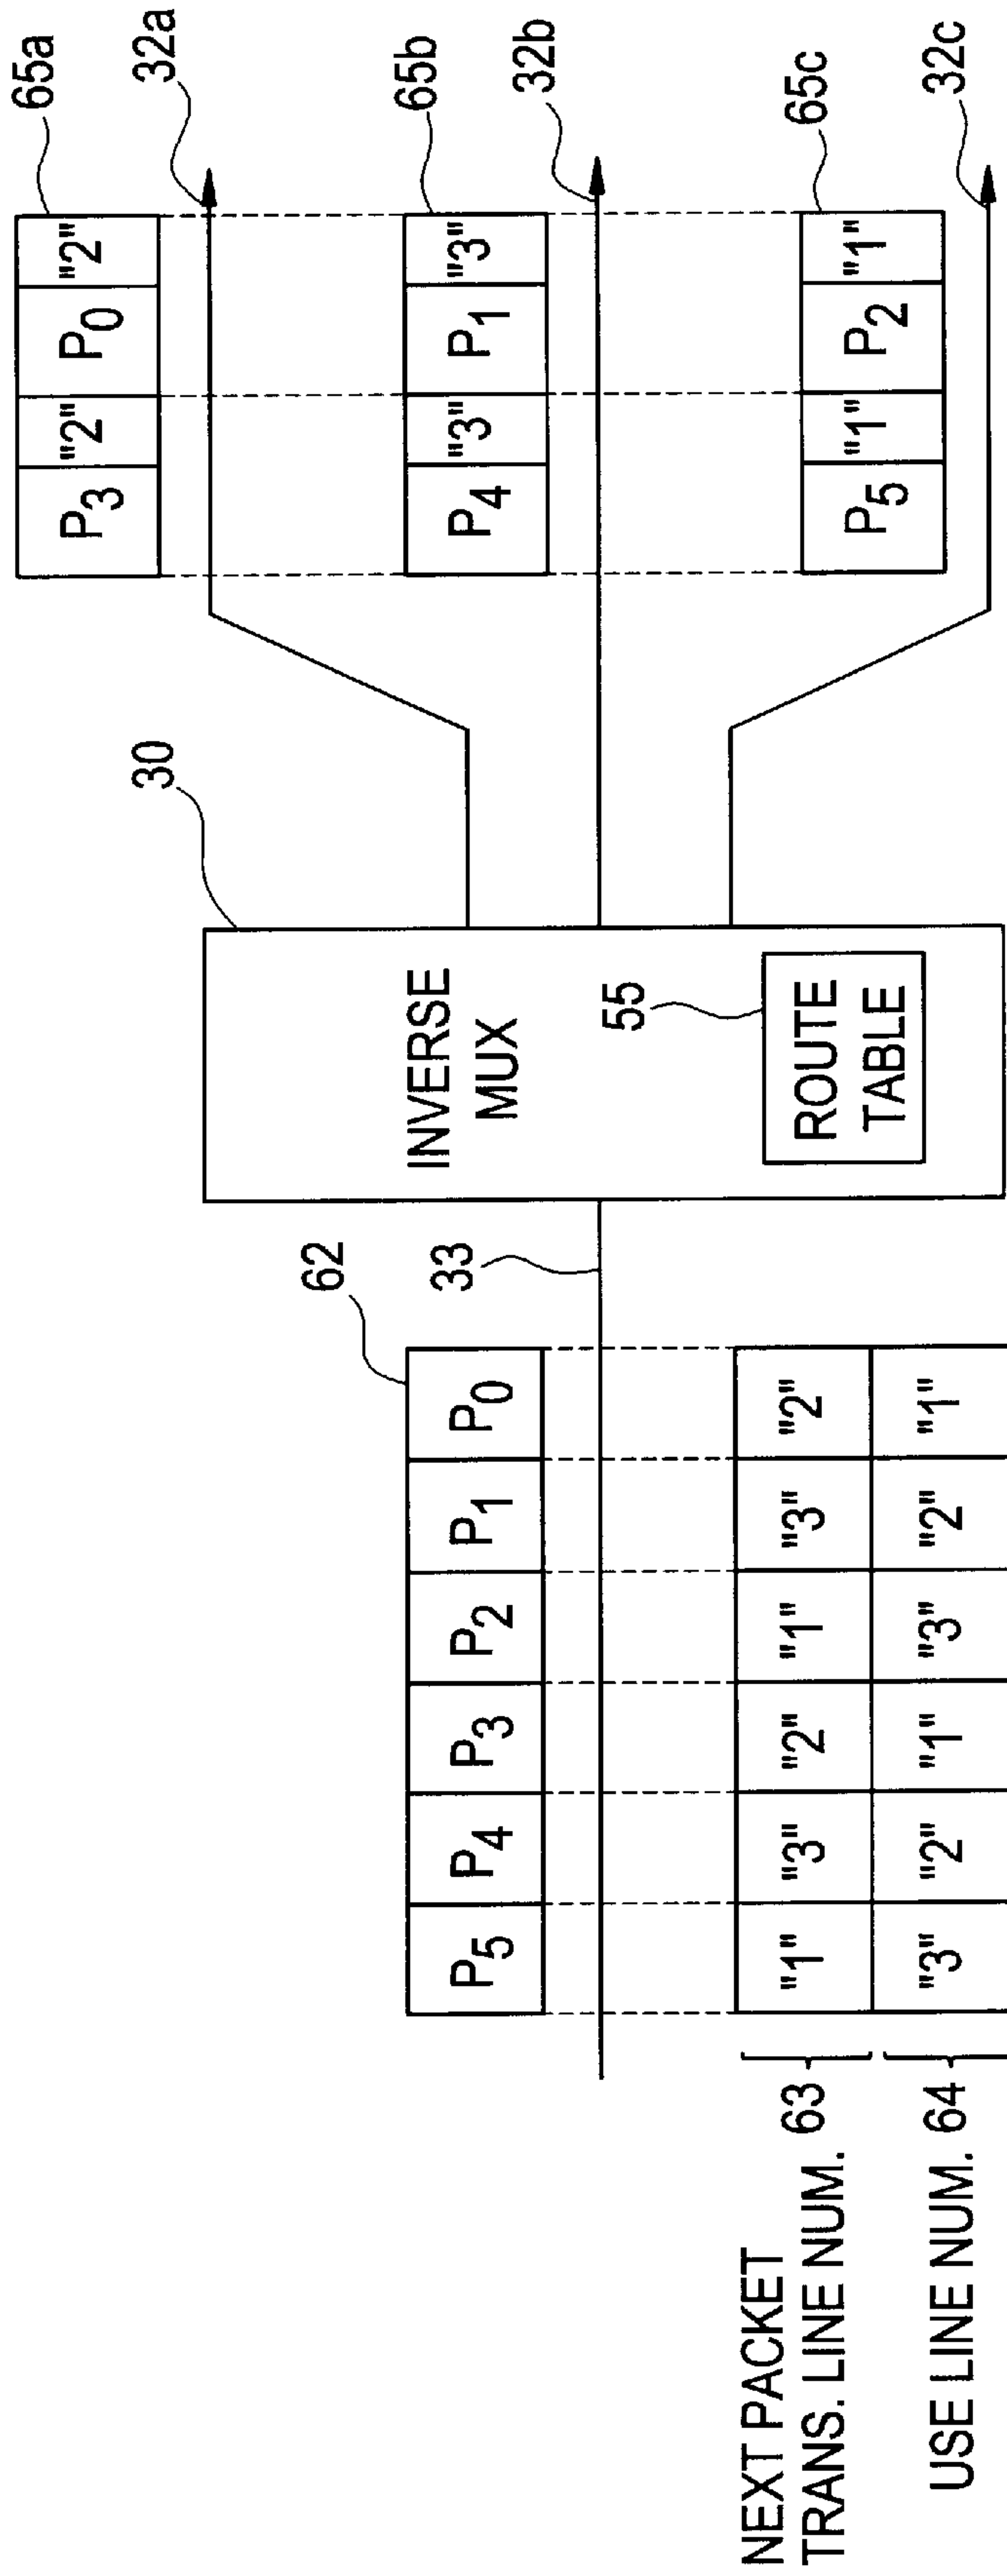 65a
32a
P3 "2" P0 "2"
65b
32b
P4 "3" P1 "3"
65c
32c
P5 "1" P2 "1"
30
INVERSE
MUX
55
ROUTE
TABLE
62
33
P5 P4 P3 P2 P1 P0
NEXT PACKET
TRANS. LINE NUM. 63
"1" "3" "2" "1" "3" "2"
USE LINE NUM. 64
"3" "2" "1" "3" "2" "1"